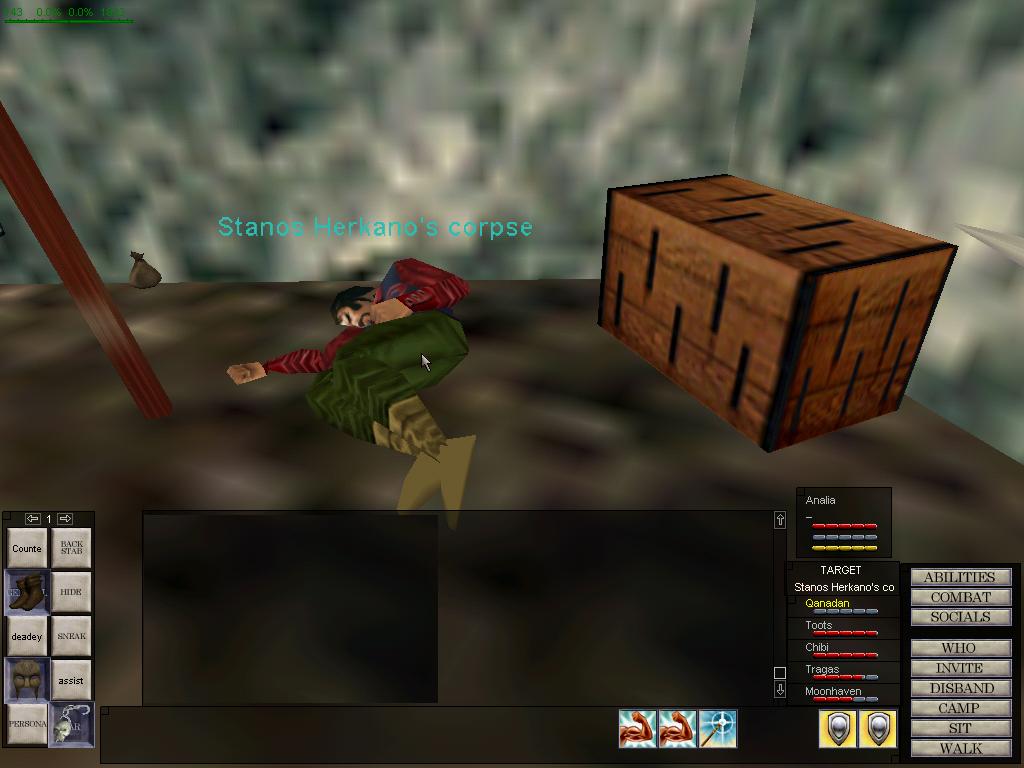 Stanos Herkano's corpse
1
Counte
BACK
STAB
HIDE
deadey
SNEAK
assist
PERSONA
Analia
TARGET
Stanos Herkano's co
Qanadan
Toots
Chibi
Tragas
Moonhaven
ABILITIES
COMBAT
SOCIALS
WHO
INVITE
DISBAND
CAMP
SIT
WALK